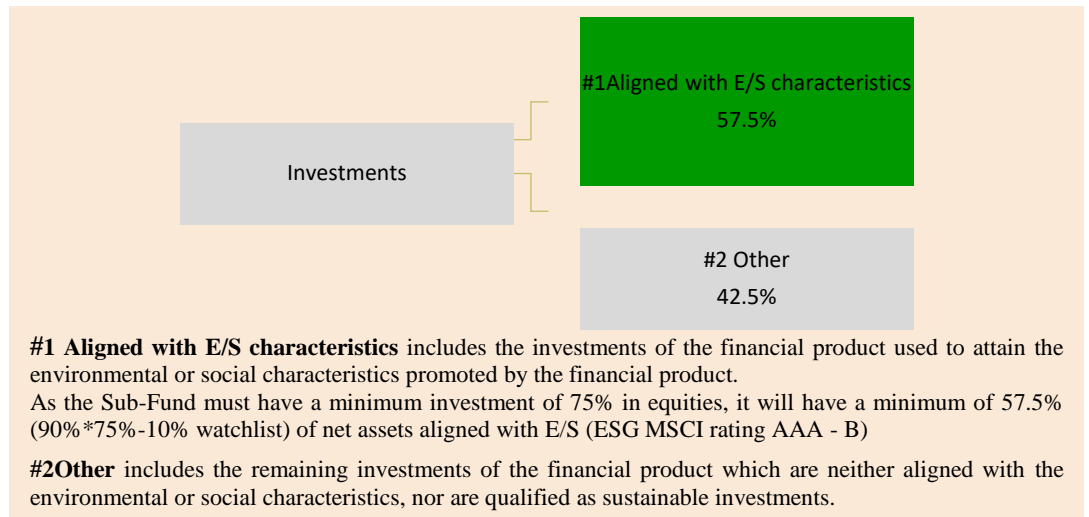 #1Aligned with E/S characteristics
57.5%
Investments
#2 Other
42.5%
#1 Aligned with E/S characteristics includes the investments of the financial product used to attain the
environmental or social characteristics promoted by the financial product.
As the Sub-Fund must have a minimum investment of 75% in equities, it will have a minimum of 57.5%
(90%*75%-10% watchlist) of net assets aligned with E/S (ESG MSCI rating AAA - B)
#2Other includes the remaining investments of the financial product which are neither aligned with the
environmental or social characteristics, nor are qualified as sustainable investments.